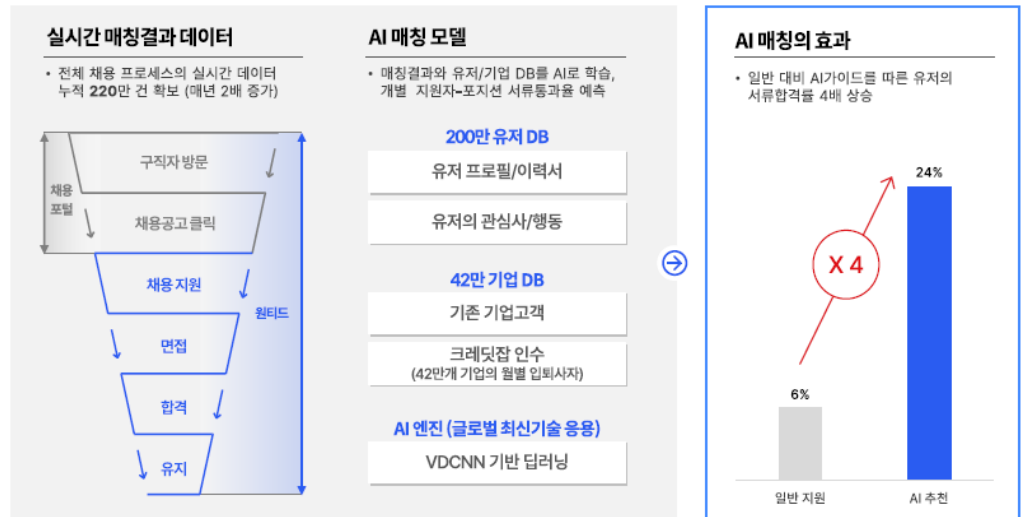 실시간 매칭결과 데이터
• 전체 채용 프로세스의 실시간 데이터
누적 220만 건 확보 (매년 2배 증가)
채용
포털
구직자 방문
채용공고 클릭
채용 지원
면접
합격
유지
원티드
AI 매칭 모델
• 매칭결과와 유저/기업 DB를 AI로 학습,
개별 지원자-포지션 서류통과율 예측
200만 유저 DB
유저 프로필/이력서
유저의 관심사/행동
42만 기업 DB
기존 기업고객
크레딧잡 인수
(42만개 기업의 월별 입퇴사자)
AI 엔진 (글로벌 최신기술 응용)
VDCNN 기반 딥러닝
AI 매칭의 효과
• 일반 대비 AI가이드를 따른 유저의
서류합격률 4배 상승
24%
X 4
6%
일반 지원
AI 추천